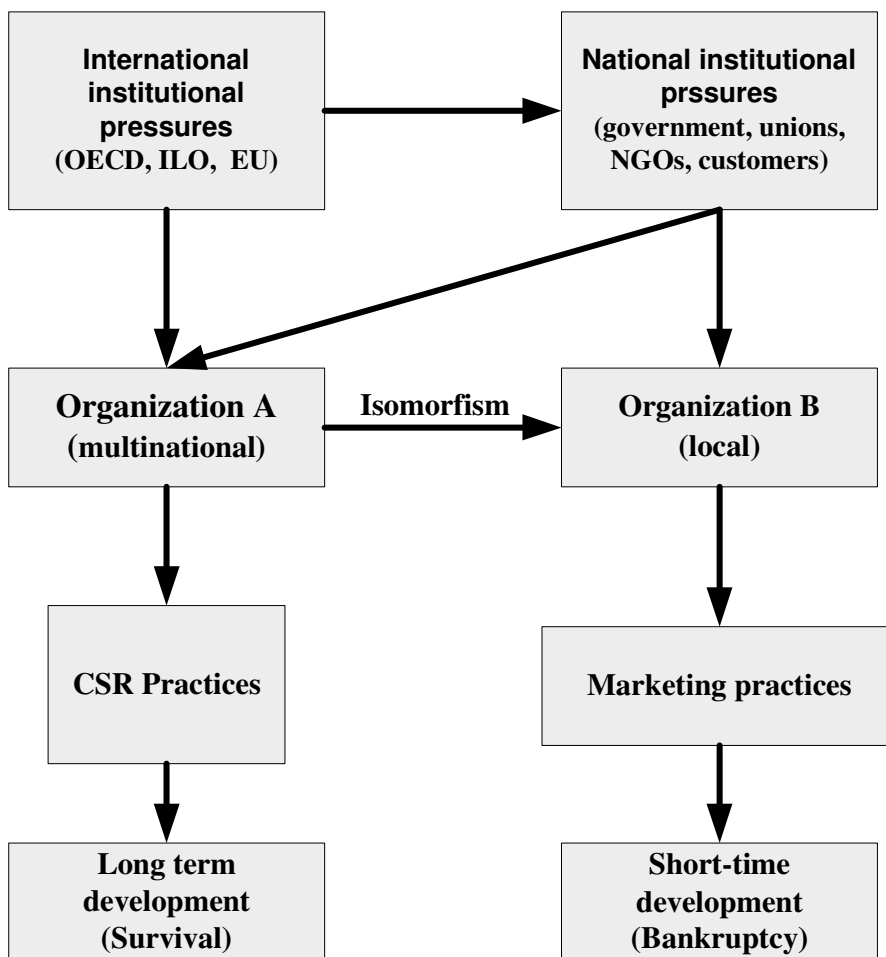 International
institutional
pressures
(OECD, ILO, EU)
National institutional
prssures
(government, unions,
NGOs, customers)
Organization A
(multinational)
Isomorfism
Organization B
(local)
CSR Practices
Marketing practices
Long term
development
(Survival)
Short-time
development
(Bankruptcy)